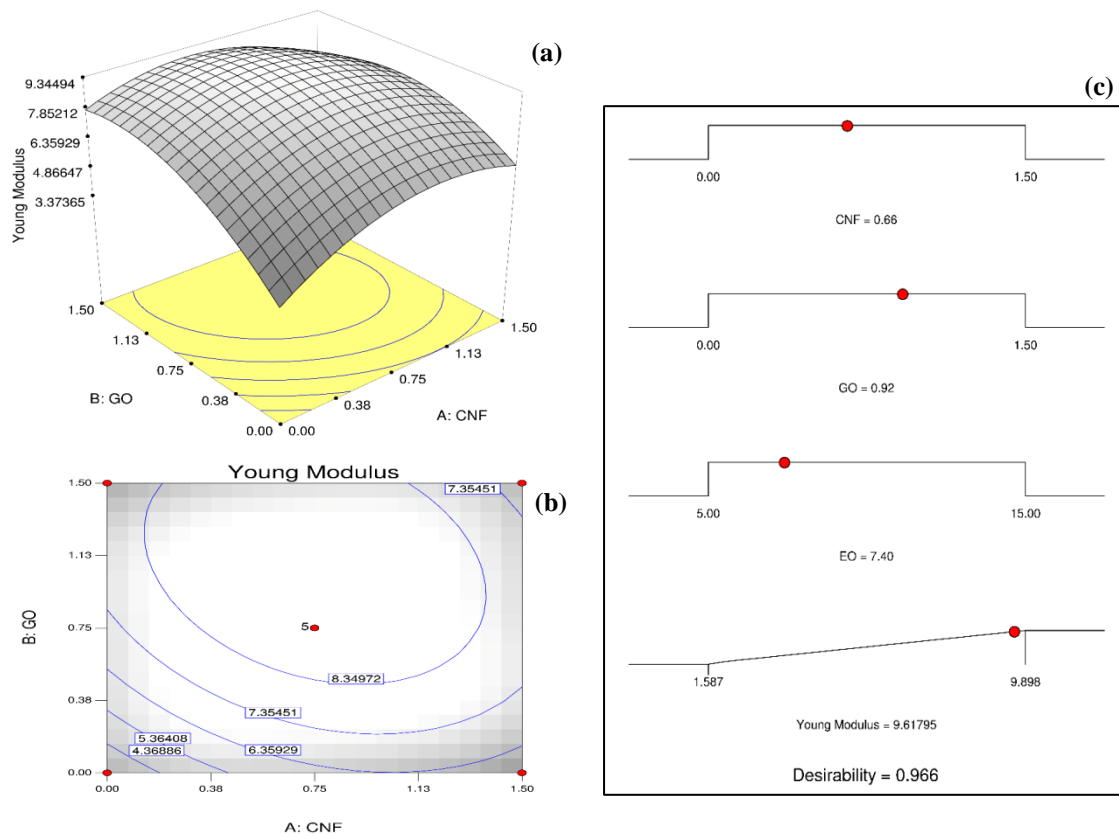 (a)
9.34494
7.85212
6.35929
4.86647
3.37365
Young Modulus
1.50
1.13
0.75
0.38
0.00
B: GO
0.00
0.38
0.75
1.13
1.50
A: CNF
Young Modulus
(b)
1.50
1.13
0.75
0.38
0.00
B: GO
7.35451
5
8.34972
7.35451
5.36408
4.36886
6.35929
0.00
0.38
0.75
1.13
1.50
A: CNF
(c)
0.00
1.50
CNF = 0.66
0.00
1.50
GO = 0.92
5.00
15.00
EO = 7.40
1.587
9.898
Young Modulus = 9.61795
Desirability = 0.966